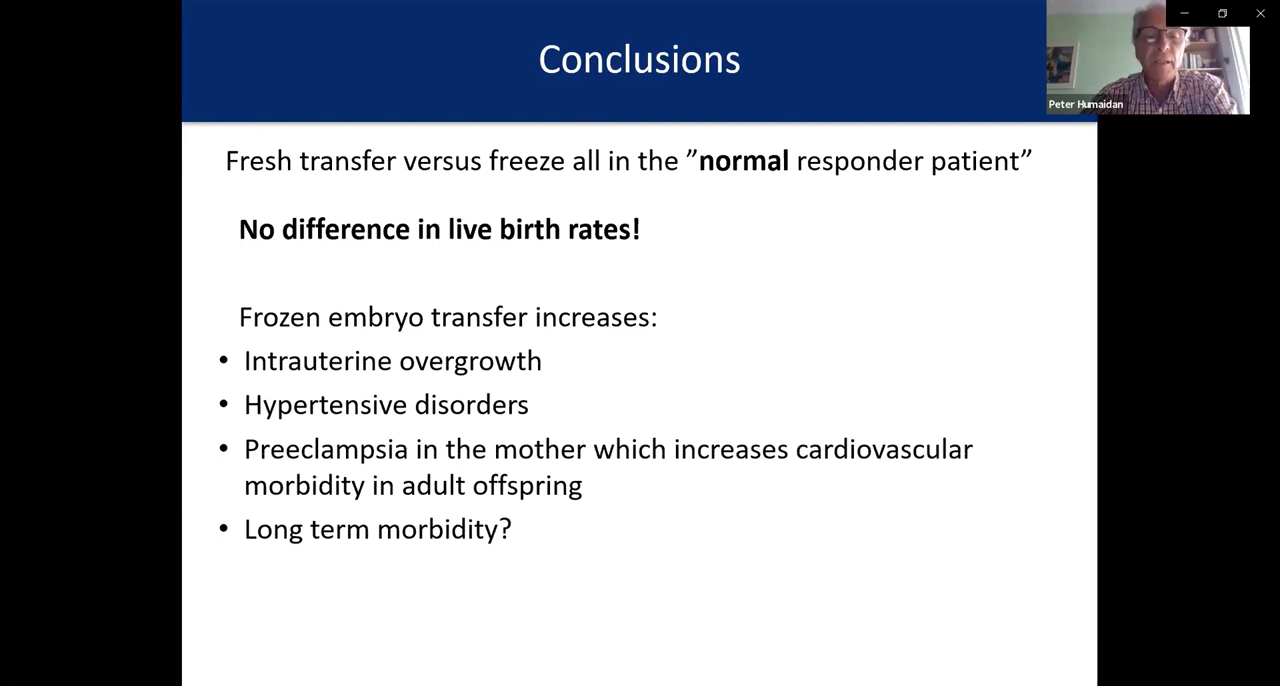 Conclusions
Peter Humaidan
Fresh transfer versus freeze all in the ”normal responder patient”
No difference in live birth rates!
Frozen embryo transfer increases:
• Intrauterine overgrowth
• Hypertensive disorders
• Preeclampsia in the mother which increases cardiovascular
morbidity in adult offspring
• Long term morbidity?